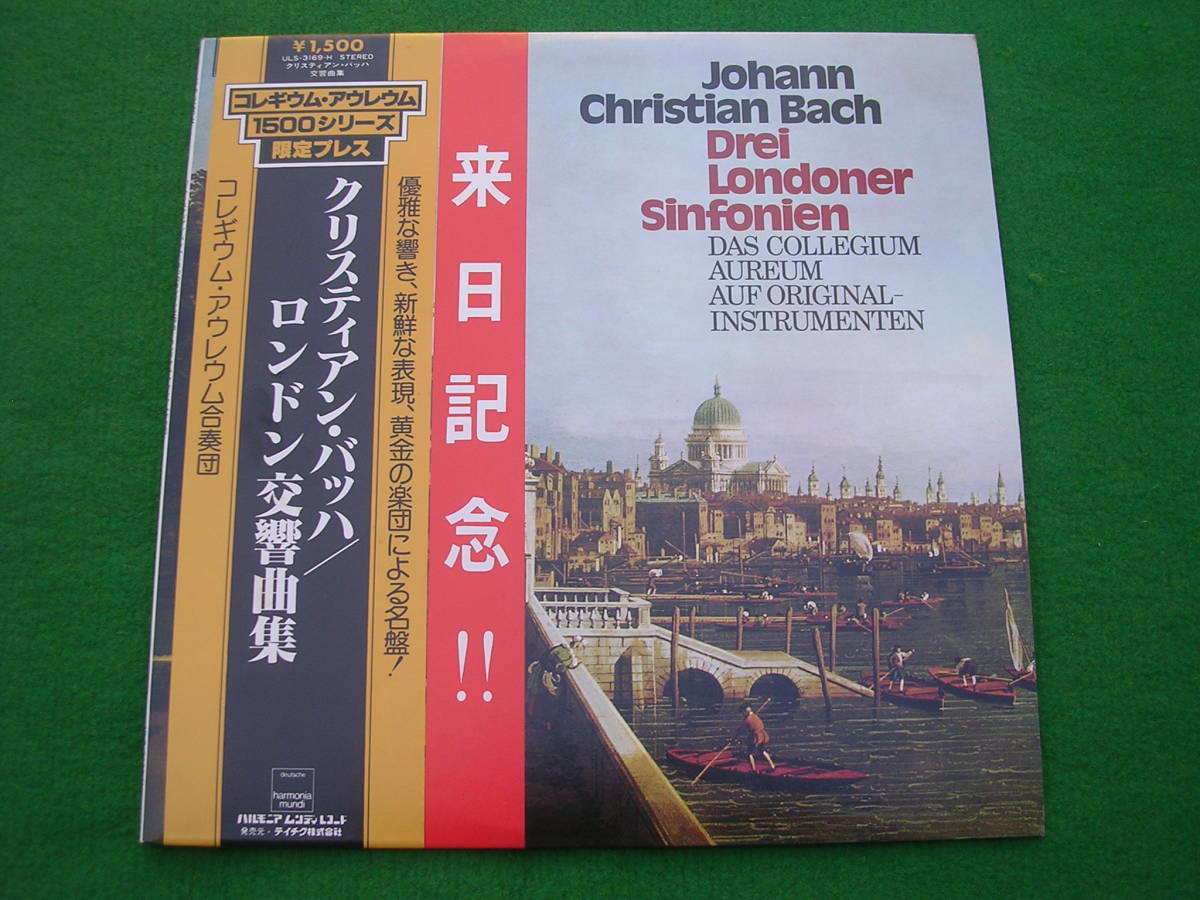 ¥1,500
ULS-3169-H STEREO
クリスティアン・バッハ
交響曲集
コレギウム・アウレウム
1500シリーズ
限定プレス
来日記念!!
優雅な響き、新鮮な表現、黄金の楽団による名盤!
クリスティアン・バッハ/
ロンドン交響曲集
コレギウム・アウレウム合奏団
deutsche
harmonia
mundi
ハルモニア ムンディ レコード
発売元・テイチク株式会社
Johann
Christian Bach
Drei
Londoner
Sinfonien
DAS COLLEGIUM
AUREUM
AUF ORIGINAL-
INSTRUMENTEN